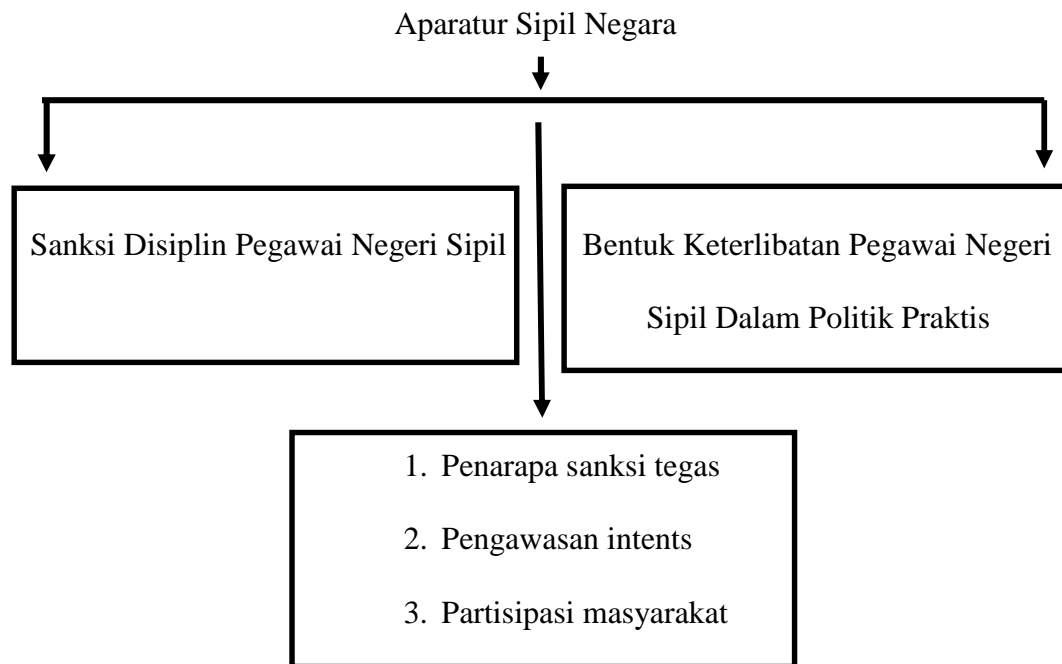 Aparatur Sipil Negara
Sanksi Disiplin Pegawai Negeri Sipil
Bentuk Keterlibatan Pegawai Negeri
Sipil Dalam Politik Praktis
1. Penarapa sanksi tegas
2. Pengawasan intents
3. Partisipasi masyarakat